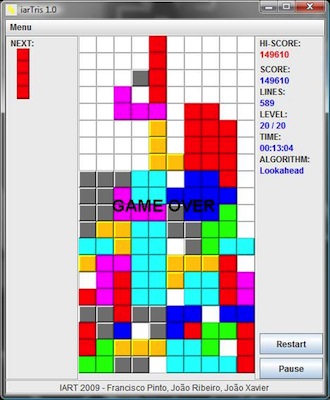 iarTris 1.0
Menu
NEXT:
HI-SCORE:
149610
SCORE:
149610
LINES:
589
LEVEL:
20 / 20
TIME:
00:13:04
ALGORITHM:
Lookahead
GAME OVER
Restart
Pause
IART 2009 - Francisco Pinto, João Ribeiro, João Xavier